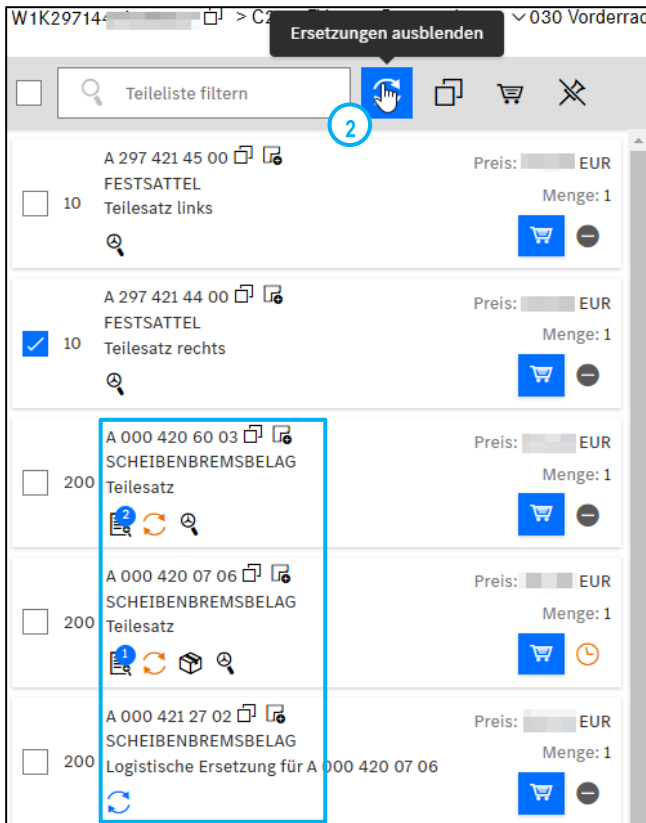 W1K29714 > C2 030 Vorderrad
Ersetzungen ausblenden
Teileliste filtern
2
A 297 421 45 00
Preis: EUR
FESTSATTEL
10
Teilesatz links
Menge: 1
A 297 421 44 00
Preis: EUR
FESTSATTEL
10
Teilesatz rechts
Menge: 1
A 000 420 60 03
Preis: EUR
SCHEIBENBREMSBELAG
200
Teilesatz
Menge: 1
2
A 000 420 07 06
Preis: EUR
SCHEIBENBREMSBELAG
200
Teilesatz
Menge: 1
1
A 000 421 27 02
Preis: EUR
SCHEIBENBREMSBELAG
200
Logistische Ersetzung für A 000 420 07 06
Menge: 1